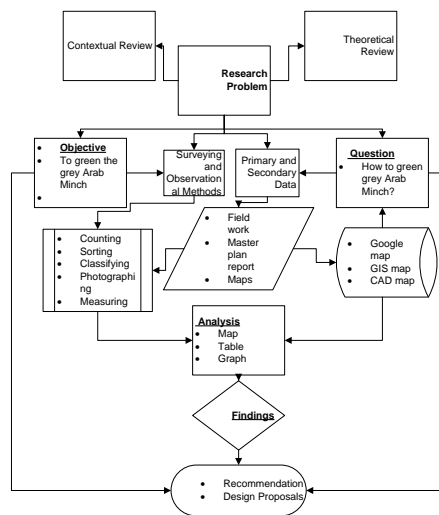 Contextual Review
Theoretical
Review
Research
Problem
Objective
• To green the
grey Arab
Minch
•
Surveying
and
Observation
al Methods
Primary and
Secondary
Data
Question
• How to green
grey Arab
Minch?
• Counting
• Sorting
• Classifying
• Photographi
ng
• Measuring
• Field
work
• Master
plan
report
• Maps
• Google
map
• GIS map
• CAD map
Analysis
• Map
• Table
• Graph
Findings
• Recommendation
• Design Proposals